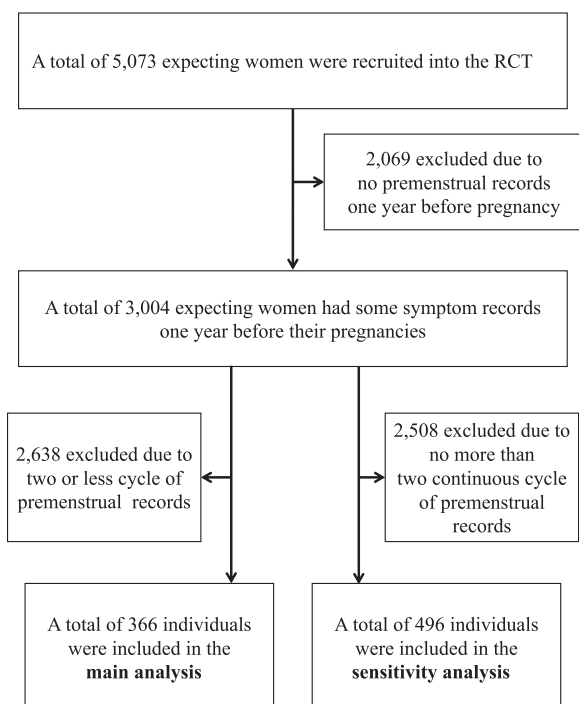 A total of 5,073 expecting women were recruited into the RCT
2,069 excluded due to
no premenstrual records
one year before pregnancy
A total of 3,004 expecting women had some symptom records
one year before their pregnancies
2,638 excluded due to
two or less cycle of
premenstrual records
2,508 excluded due to
no more than
two continuous cycle
of premenstrual
records
A total of 366 individuals
were included in the
main analysis
A total of 496 individuals
were included in the
sensitivity analysis